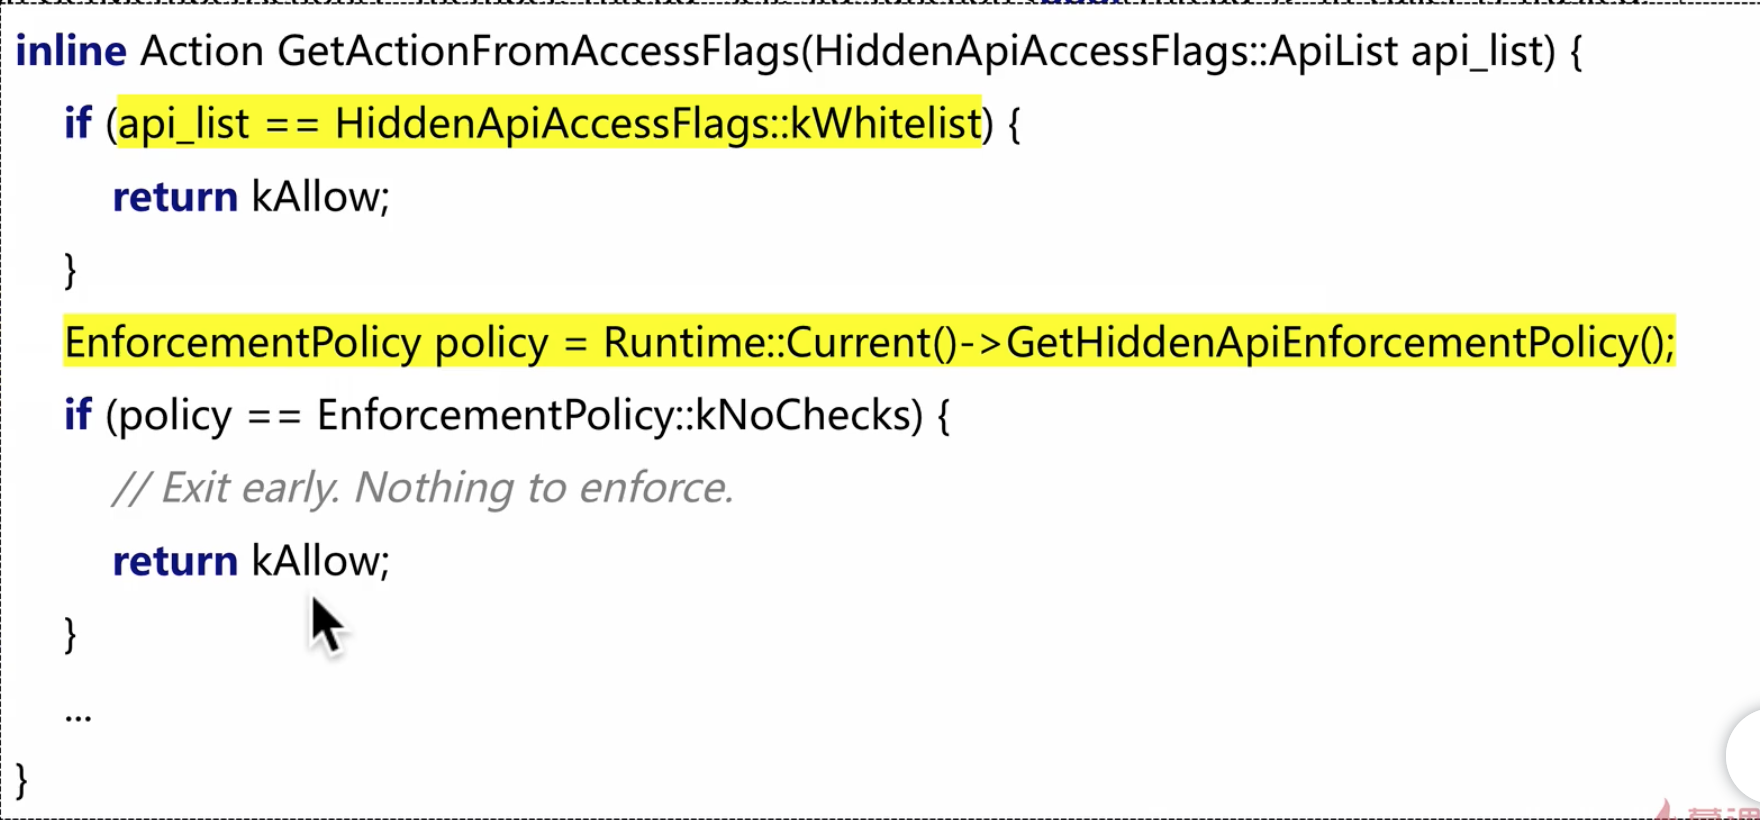 inline Action GetActionFromAccessFlags(HiddenApiAccessFlags::ApiList api_list) {
if (api_list == HiddenApiAccessFlags::kWhitelist) {
return kAllow;
}
EnforcementPolicy policy = Runtime::Current()->GetHiddenApiEnforcementPolicy();
if (policy == EnforcementPolicy::kNoChecks) {
// Exit early. Nothing to enforce.
return kAllow;
}
...
}